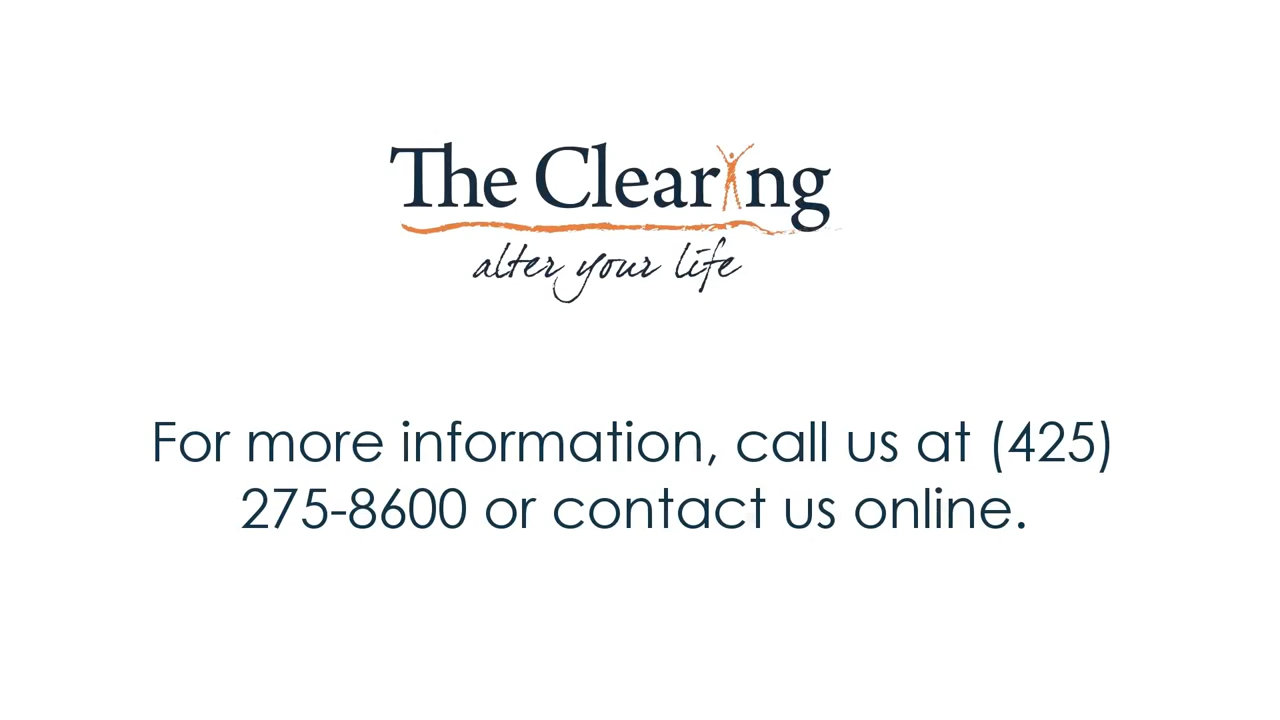 The Clearing
alter your life
For more information, call us at (425)
275-8600 or contact us online.